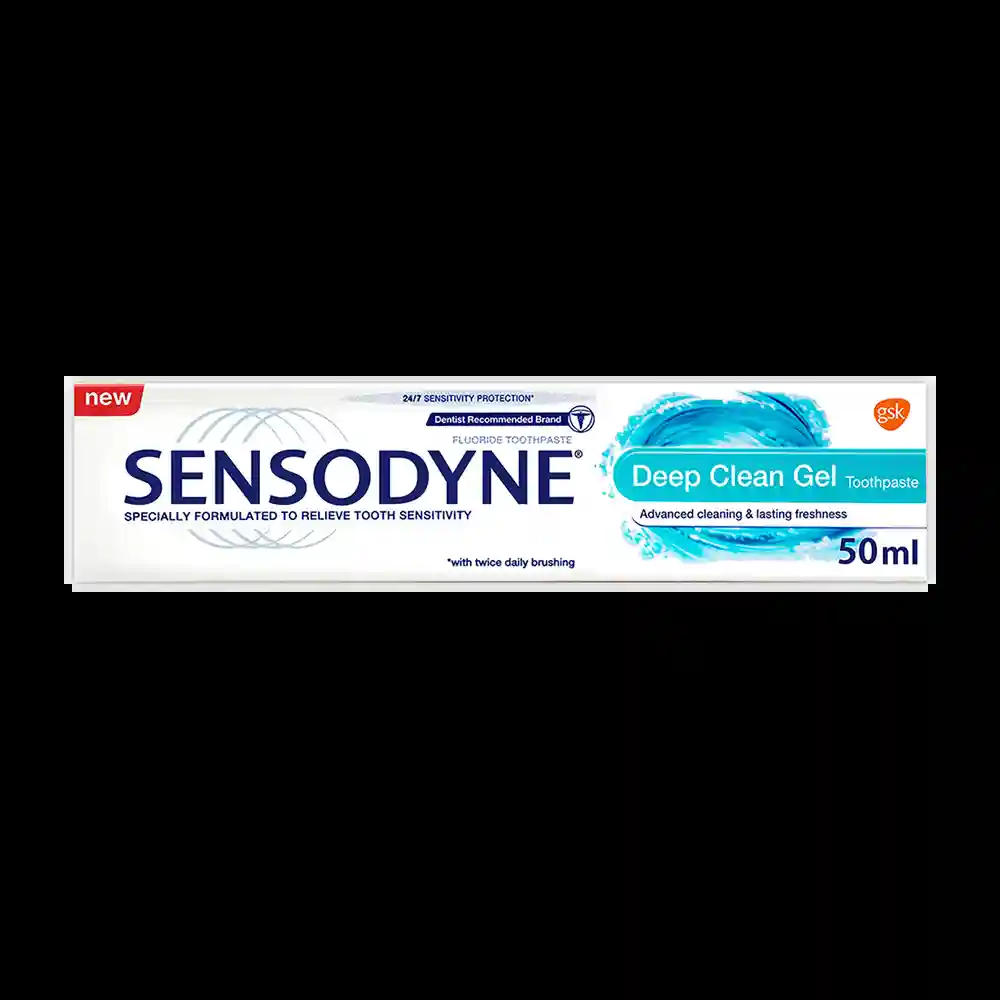 new
24/7 SENSITIVITY PROTECTION*
Dentist Recommended Brand
FLUORIDE TOOTHPASTE
SENSODYNE®
SPECIALLY FORMULATED TO RELIEVE TOOTH SENSITIVITY
*with twice daily brushing
gsk
Deep Clean Gel Toothpaste
Advanced cleaning & lasting freshness
50ml